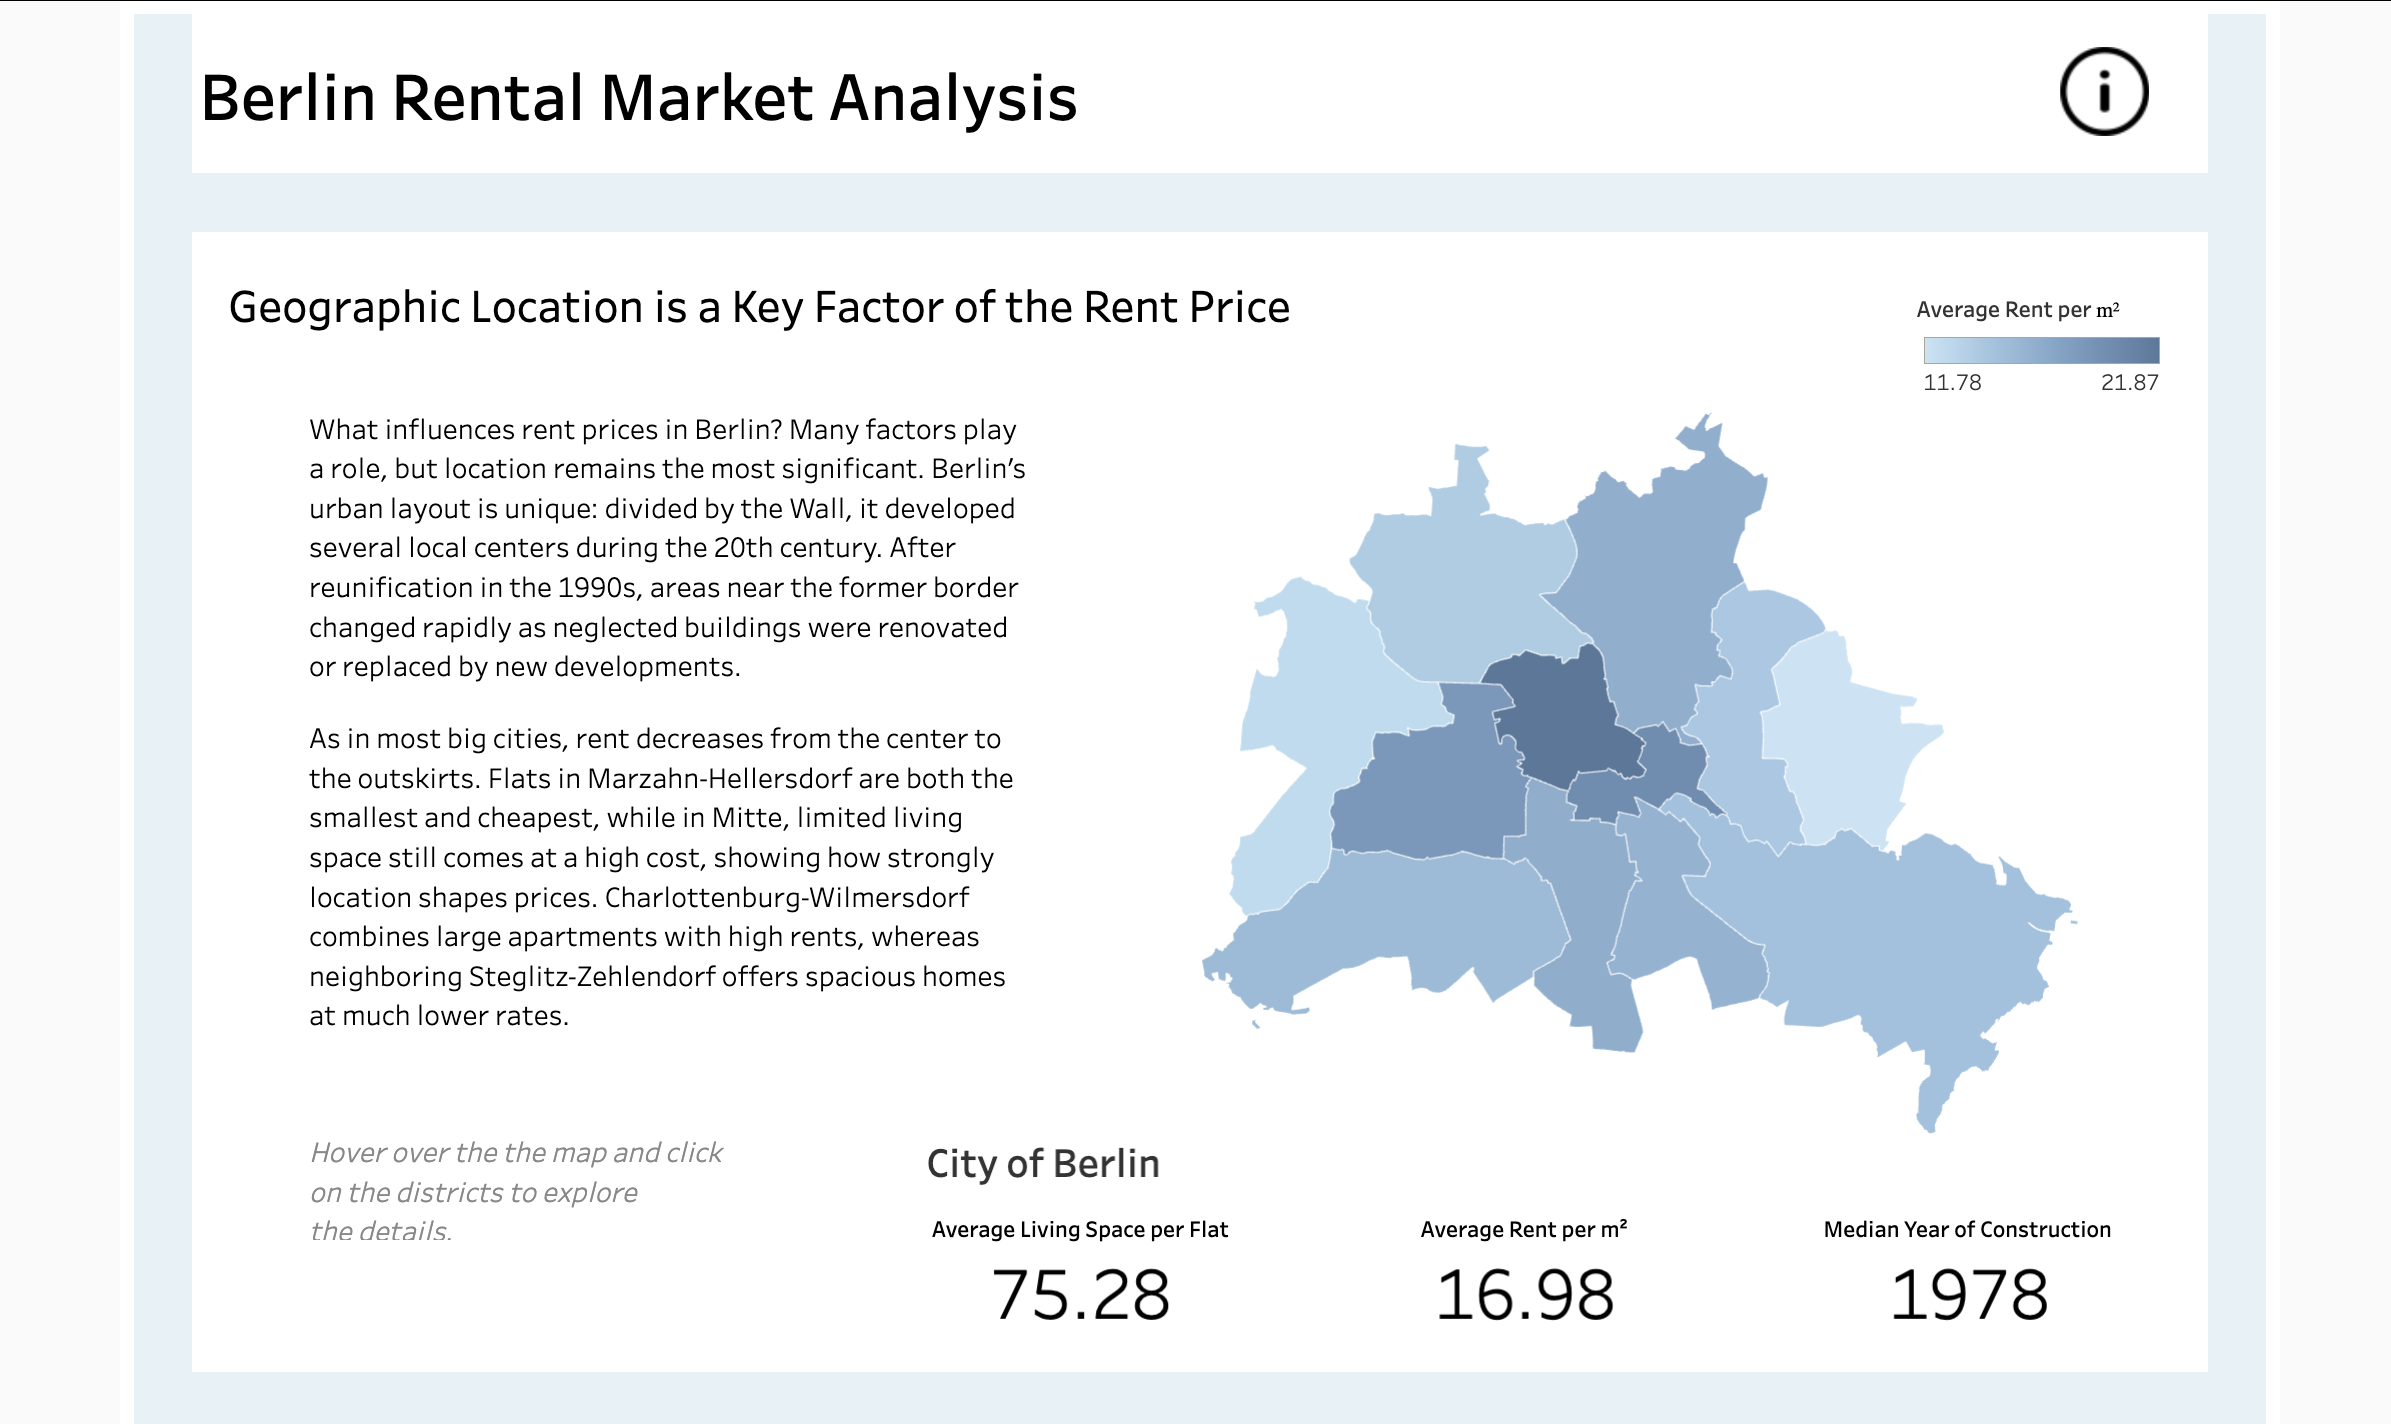 Berlin Rental Market Analysis
i
Geographic Location is a Key Factor of the Rent Price
Average Rent per m²
11.78
21.87
What influences rent prices in Berlin? Many factors play
a role, but location remains the most significant. Berlin’s
urban layout is unique: divided by the Wall, it developed
several local centers during the 20th century. After
reunification in the 1990s, areas near the former border
changed rapidly as neglected buildings were renovated
or replaced by new developments.
As in most big cities, rent decreases from the center to
the outskirts. Flats in Marzahn-Hellersdorf are both the
smallest and cheapest, while in Mitte, limited living
space still comes at a high cost, showing how strongly
location shapes prices. Charlottenburg-Wilmersdorf
combines large apartments with high rents, whereas
neighboring Steglitz-Zehlendorf offers spacious homes
at much lower rates.
Hover over the the map and click
on the districts to explore
the details.
City of Berlin
Average Living Space per Flat
75.28
Average Rent per m²
16.98
Median Year of Construction
1978